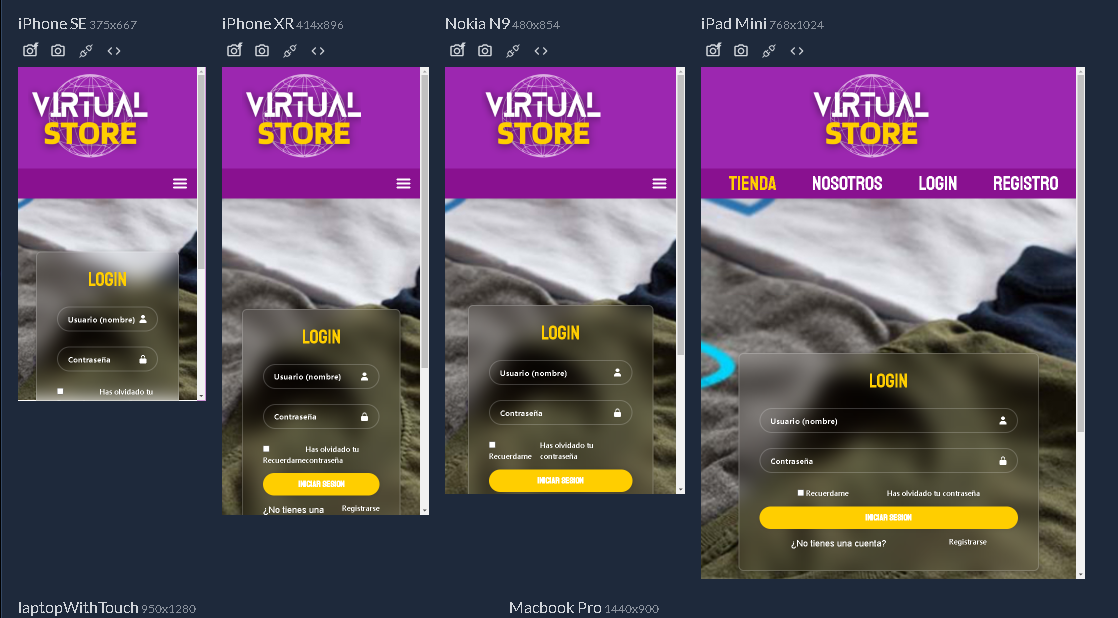 iPhone SE 375x667
iPhone XR 414x896
Nokia N9 480x854
iPad Mini 768x1024
VIRTUAL
STORE
LOGIN
Usuario (nombre)
Contraseña
Has olvidado tu
VIRTUAL
STORE
LOGIN
Usuario (nombre)
Contraseña
Has olvidado tu
Recuerdamecontraseña
INICIAR SESION
¿No tienes una
Registrarse
VIRTUAL
STORE
LOGIN
Usuario (nombre)
Contraseña
Has olvidado tu
Recuerdame contraseña
INICIAR SESION
VIRTUAL
STORE
TIENDA NOSOTROS LOGIN REGISTRO
LOGIN
Usuario (nombre)
Contraseña
Recuerdame Has olvidado tu contraseña
INICIAR SESION
¿No tienes una cuenta? Registrarse
laptopWithTouch 950x1280
Macbook Pro 1440x900